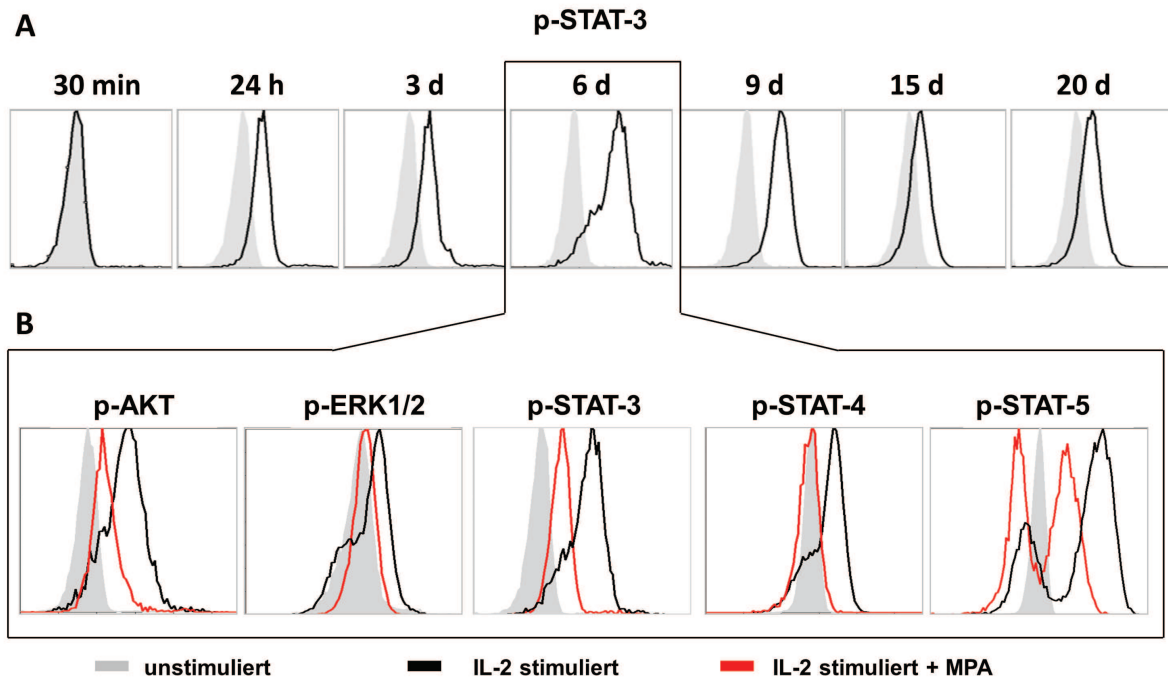 A
p-STAT-3
30 min 24 h 3 d 6 d 9 d 15 d 20 d
B
p-AKT p-ERK1/2 p-STAT-3 p-STAT-4 p-STAT-5
unstimuliert IL-2 stimuliert IL-2 stimuliert + MPA